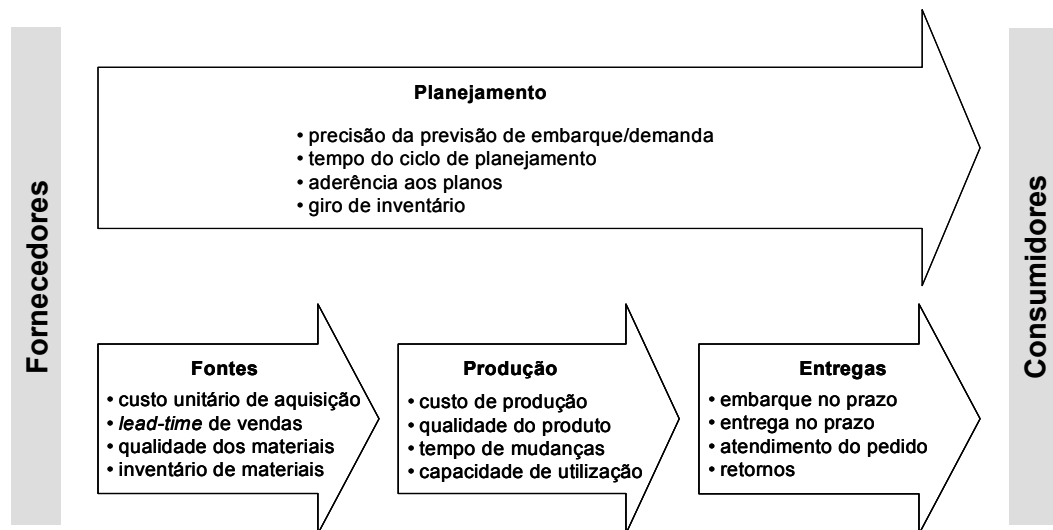 Fornecedores
Planejamento
• precisão da previsão de embarque/demanda
• tempo do ciclo de planejamento
• aderência aos planos
• giro de inventário
Fontes
• custo unitário de aquisição
• lead-time de vendas
• qualidade dos materiais
• inventário de materiais
Produção
• custo de produção
• qualidade do produto
• tempo de mudanças
• capacidade de utilização
Entregas
• embarque no prazo
• entrega no prazo
• atendimento do pedido
• retornos
Consumidores